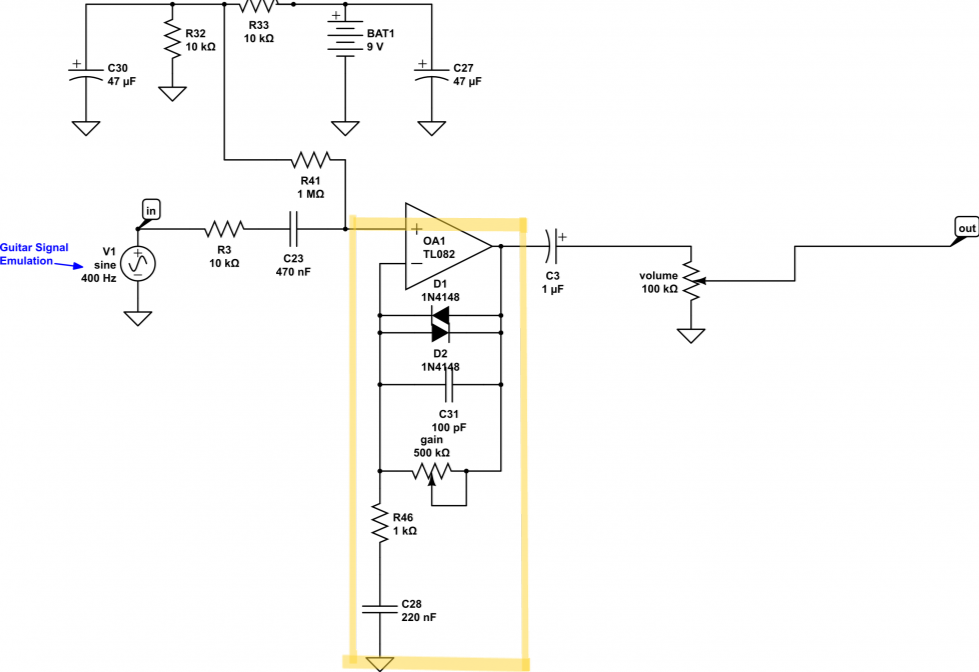 R33
10 kΩ
R32
10 kΩ
+
BAT1
9 V
+
C30
47 µF
+
C27
47 µF
R41
1 MΩ
in
out
Guitar Signal
Emulation
V1
sine
400 Hz
R3
10 kΩ
C23
470 nF
+
OA1
TL082
+
C3
1 µF
volume
100 kΩ
D1
1N4148
D2
1N4148
C31
100 pF
gain
500 kΩ
R46
1 kΩ
C28
220 nF